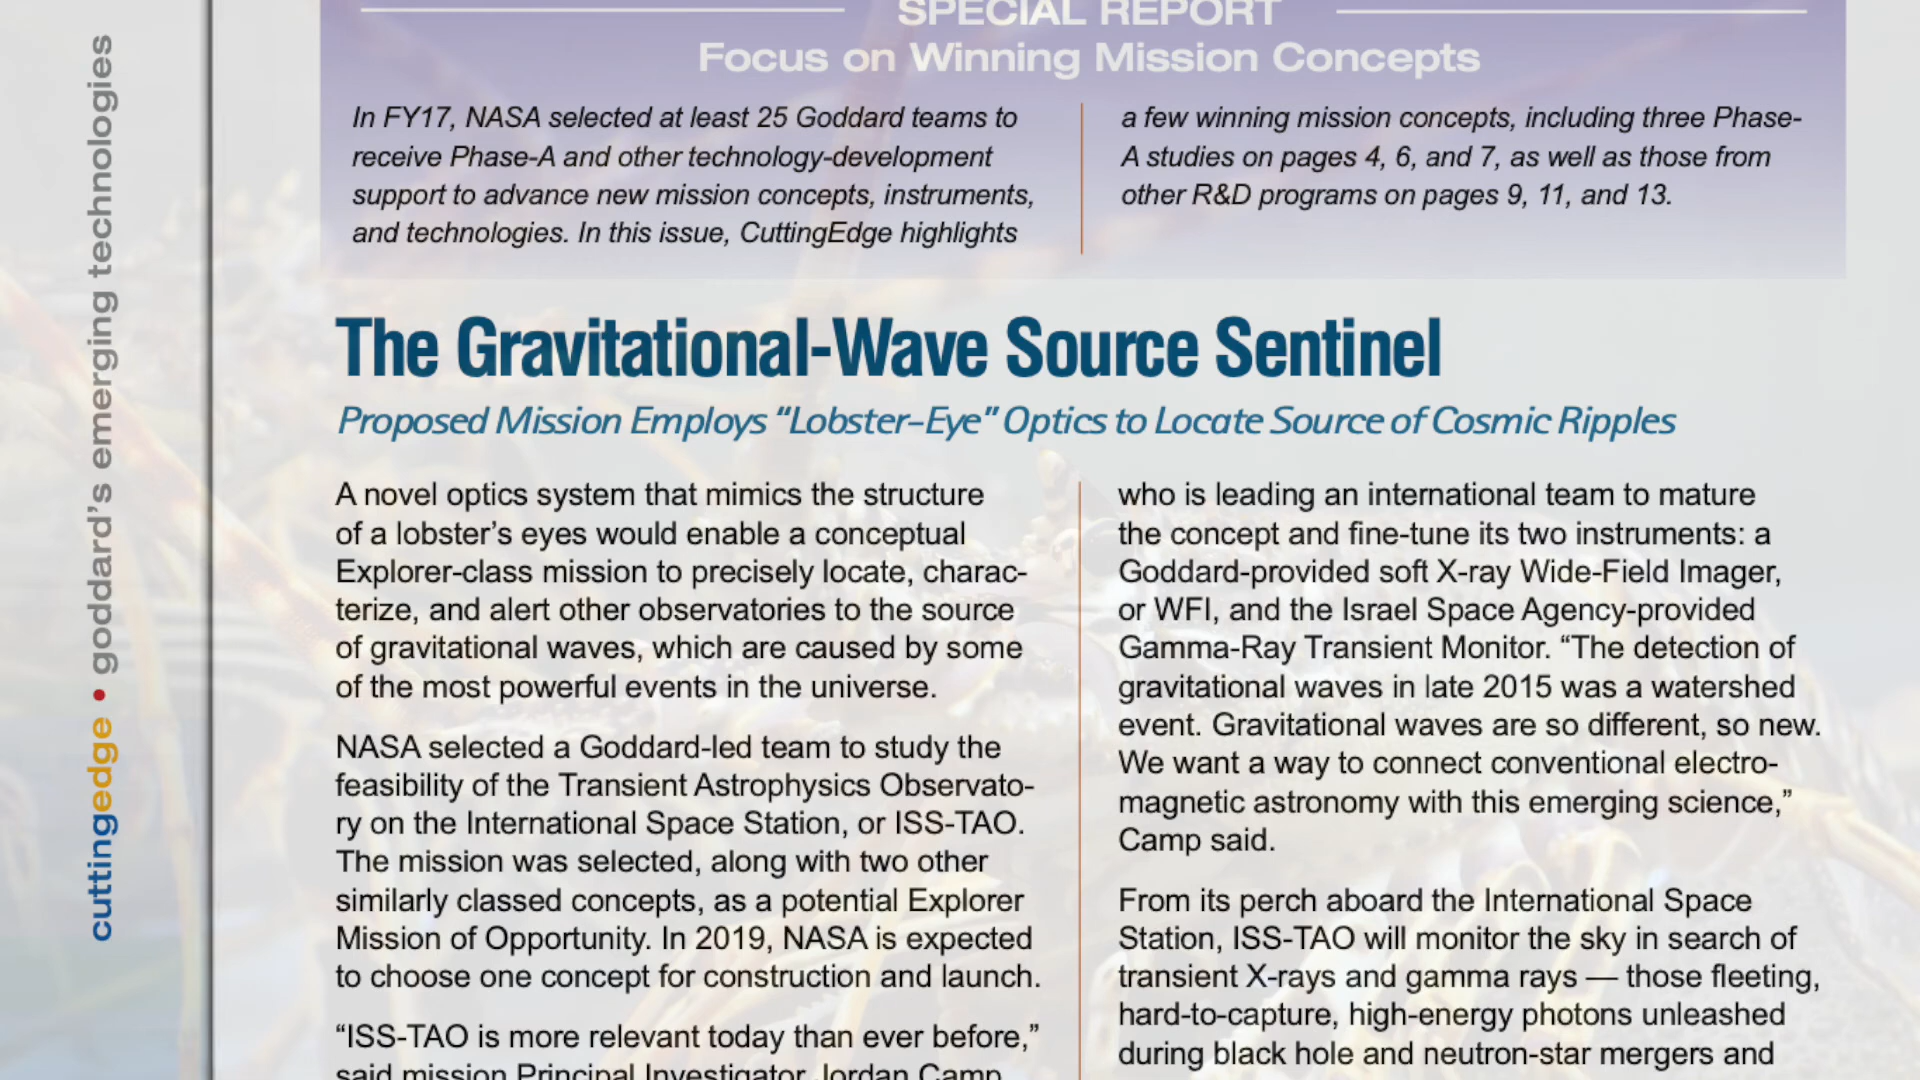 SPECIAL REPORT
Focus on Winning Mission Concepts
In FY17, NASA selected at least 25 Goddard teams to
receive Phase-A and other technology-development
support to advance new mission concepts, instruments,
and technologies. In this issue, CuttingEdge highlights
a few winning mission concepts, including three Phase-
A studies on pages 4, 6, and 7, as well as those from
other R&D programs on pages 9, 11, and 13.
The Gravitational-Wave Source Sentinel
Proposed Mission Employs “Lobster-Eye” Optics to Locate Source of Cosmic Ripples
A novel optics system that mimics the structure
of a lobster’s eyes would enable a conceptual
Explorer-class mission to precisely locate, charac-
terize, and alert other observatories to the source
of gravitational waves, which are caused by some
of the most powerful events in the universe.
NASA selected a Goddard-led team to study the
feasibility of the Transient Astrophysics Observato-
ry on the International Space Station, or ISS-TAO.
The mission was selected, along with two other
similarly classed concepts, as a potential Explorer
Mission of Opportunity. In 2019, NASA is expected
to choose one concept for construction and launch.
“ISS-TAO is more relevant today than ever before,”
said mission Principal Investigator Jordan Camp,
who is leading an international team to mature
the concept and fine-tune its two instruments: a
Goddard-provided soft X-ray Wide-Field Imager,
or WFI, and the Israel Space Agency-provided
Gamma-Ray Transient Monitor. “The detection of
gravitational waves in late 2015 was a watershed
event. Gravitational waves are so different, so new.
We want a way to connect conventional electro-
magnetic astronomy with this emerging science,”
Camp said.
From its perch aboard the International Space
Station, ISS-TAO will monitor the sky in search of
transient X-rays and gamma rays — those fleeting,
hard-to-capture, high-energy photons unleashed
during black hole and neutron-star mergers and
cuttingedge • goddard’s emerging technologies